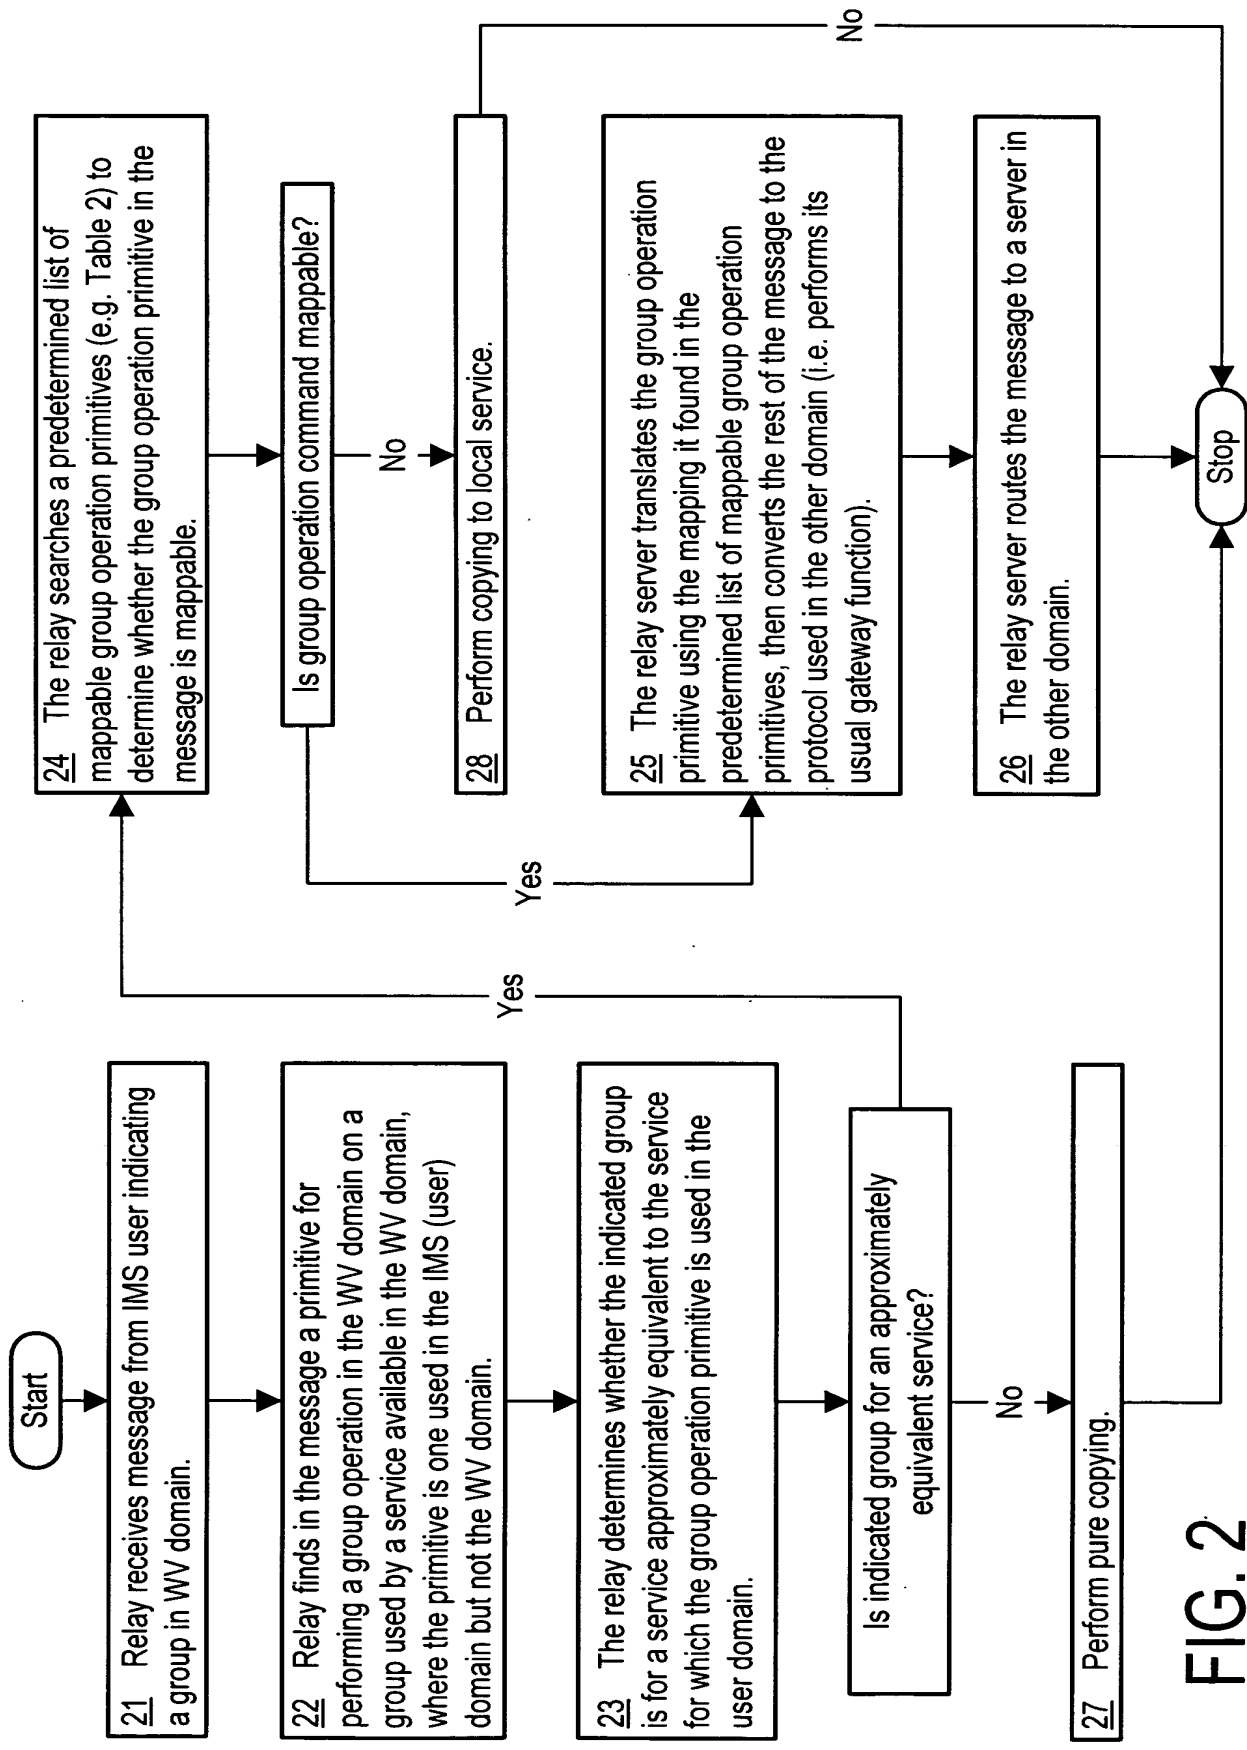 Start
21 Relay receives message from IMS user indicating
a group in WV domain.
22 Relay finds in the message a primitive for
performing a group operation in the WV domain on a
group used by a service available in the WV domain,
where the primitive is one used in the IMS (user)
domain but not the WV domain.
23 The relay determines whether the indicated group
is for a service approximately equivalent to the service
for which the group operation primitive is used in the
user domain.
Is indicated group for an approximately
equivalent service?
No
27 Perform pure copying.
Yes
24 The relay searches a predetermined list of
mappable group operation primitives (e.g. Table 2) to
determine whether the group operation primitive in the
message is mappable.
Is group operation command mappable?
No
28 Perform copying to local service.
No
Yes
25 The relay server translates the group operation
primitive using the mapping it found in the
predetermined list of mappable group operation
primitives, then converts the rest of the message to the
protocol used in the other domain (i.e. performs its
usual gateway function).
26 The relay server routes the message to a server in
the other domain.
Stop
FIG. 2